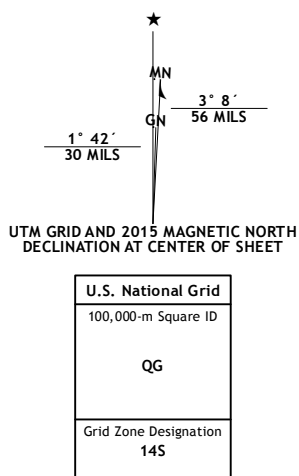 ★
MN
3° 8´
56 MILS
GN
1° 42´
30 MILS
UTM GRID AND 2015 MAGNETIC NORTH
DECLINATION AT CENTER OF SHEET
U.S. National Grid
100,000-m Square ID
QG
Grid Zone Designation
14S